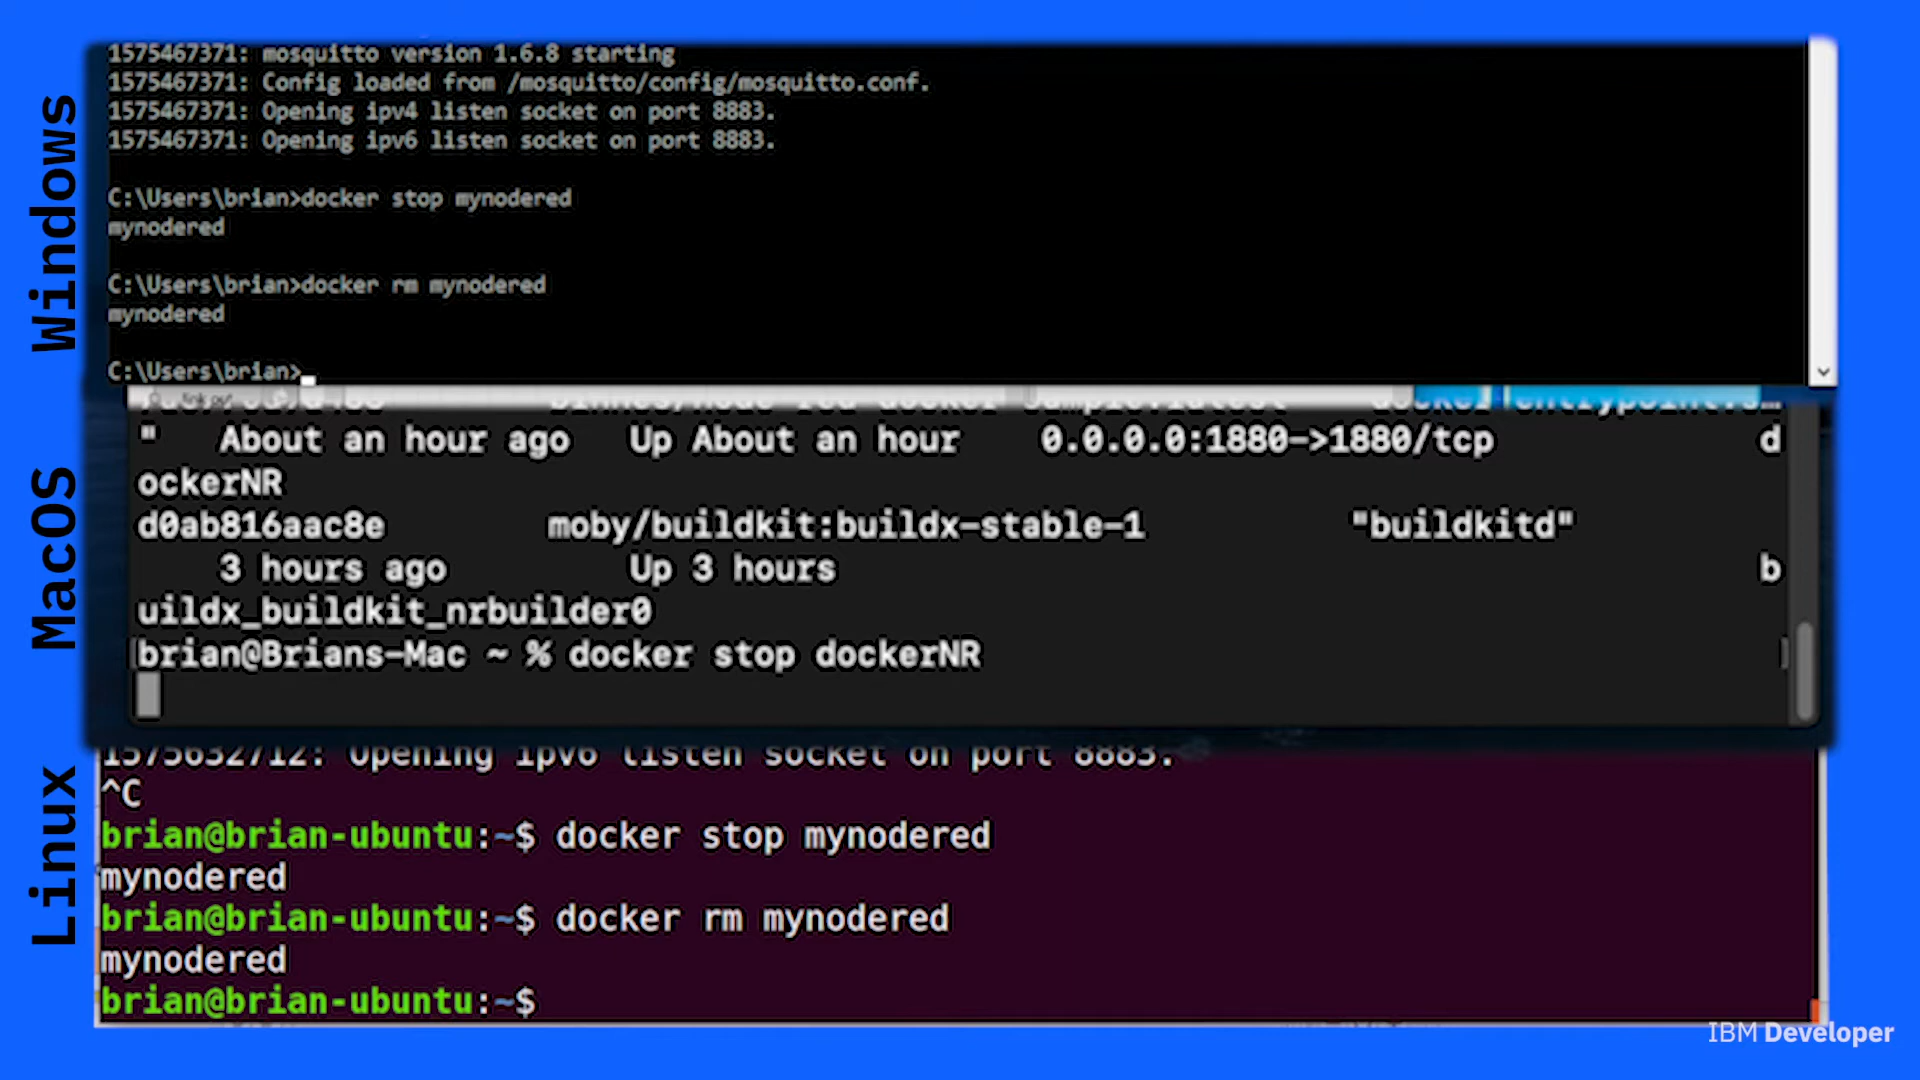 Windows
1575467371: mosquitto version 1.6.8 starting
1575467371: Config loaded from /mosquitto/config/mosquitto.conf.
1575467371: Opening ipv4 listen socket on port 8883.
1575467371: Opening ipv6 listen socket on port 8883.
C:\Users\brian>docker stop mynodered
mynodered
C:\Users\brian>docker rm mynodered
mynodered
C:\Users\brian>
MacOS
" About an hour ago Up About an hour 0.0.0.0:1880->1880/tcp d
ockerNR
d0ab816aac8e moby/buildkit:buildx-stable-1 "buildkitd"
3 hours ago Up 3 hours b
uildx_buildkit_nrbuilder0
brian@Brians-Mac ~ % docker stop dockerNR
Linux
1575632712: Opening ipv6 listen socket on port 8883.
^C
brian@brian-ubuntu:~$ docker stop mynodered
mynodered
brian@brian-ubuntu:~$ docker rm mynodered
mynodered
brian@brian-ubuntu:~$
IBM Developer